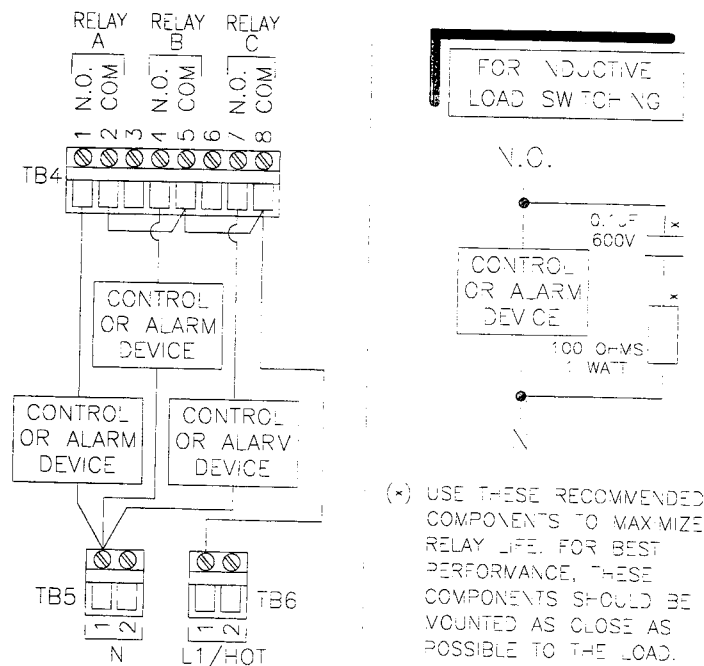 RELAY A
RELAY B
RELAY C
N.O. COM
N.O. COM
N.O. COM
1 2 3 4 5 6 7 8
TB4
CONTROL
OR ALARM
DEVICE
CONTROL
OR ALARM
DEVICE
CONTROL
OR ALARM
DEVICE
TB5
1 2
N
TB6
1 2
L1/HOT
FOR INDUCTIVE
LOAD SWITCHING
N.O.
0.1UF *
600V
CONTROL
OR ALARM
DEVICE
*
100 OHMS
1 WATT
N
(*) USE THESE RECOMMENDED
COMPONENTS TO MAXIMIZE
RELAY LIFE. FOR BEST
PERFORMANCE, THESE
COMPONENTS SHOULD BE
MOUNTED AS CLOSE AS
POSSIBLE TO THE LOAD.